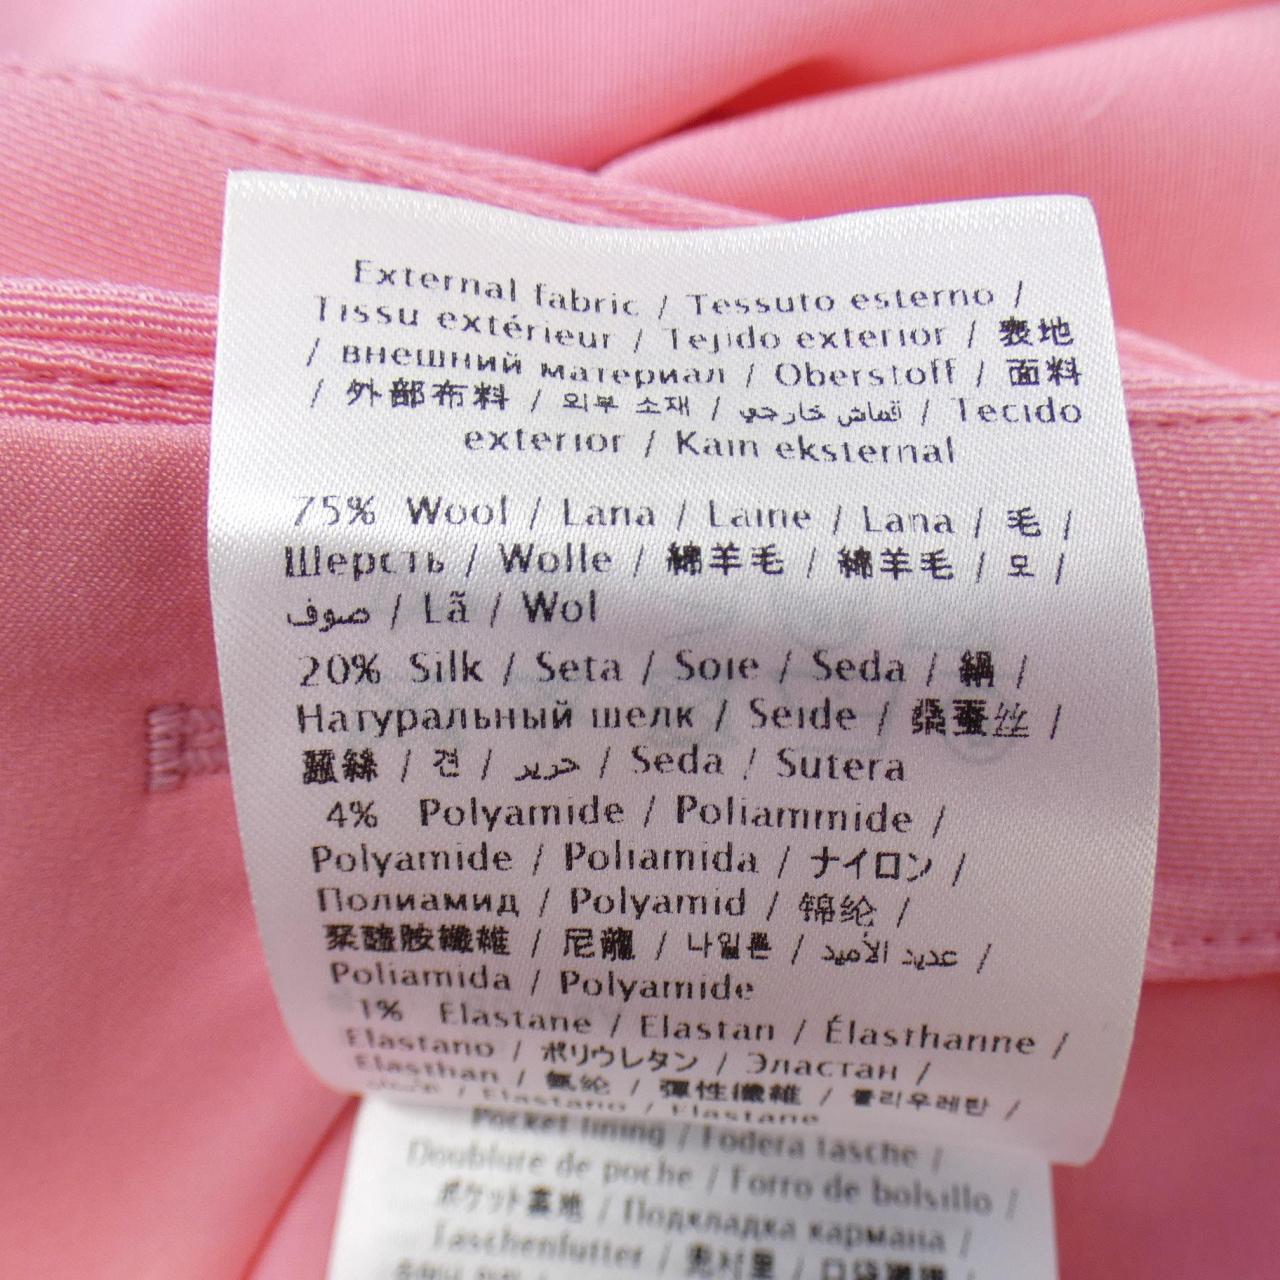 External fabric / Tessuto esterno /
Tissu extérieur / Tejido exterior / 表地
/ внешний материал / Oberstoff / 面料
/ 外部布料 / 외부 소재 / قماش خارجي / Tecido
exterior / Kain eksternal
75% Wool / Lana / Laine / Lana / 毛 /
Шерсть / Wolle / 綿羊毛 / 綿羊毛 / 모 /
صوف / Lã / Wol
20% Silk / Seta / Soie / Seda / 絹 /
Натуральный шелк / Seide / 桑蚕丝 /
蠶絲 / 견 / حرير / Seda / Sutera
4% Polyamide / Poliammide /
Polyamide / Poliamida / ナイロン /
Полиамид / Polyamid / 锦纶 /
聚醯胺纖維 / 尼龍 / 나일론 / عديد الأميد /
Poliamida / Polyamide
1% Elastane / Elastan / Élasthanne /
Elastano / ポリウレタン / Эластан /
Elasthan / 氨纶 / 彈性纖維 / 폴리우레탄 /
/ Elastano / Elastane
Pocket lining / Fodera tasche /
Doublure de poche / Forro de bolsillo /
ポケット裏地 / Подкладка кармана /
Taschenfutter / 兜村里 /